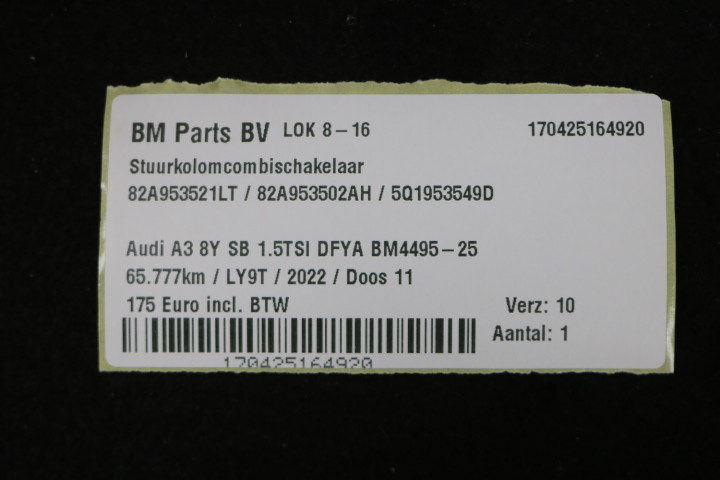 BM Parts BV LOK 8-16 170425164920
Stuurkolomcombischakelaar
82A953521LT / 82A953502AH / 5Q1953549D
Audi A3 8Y SB 1.5TSI DFYA BM4495-25
65.777km / LY9T / 2022 / Doos 11
175 Euro incl. BTW Verz: 10
Aantal: 1
170425164920